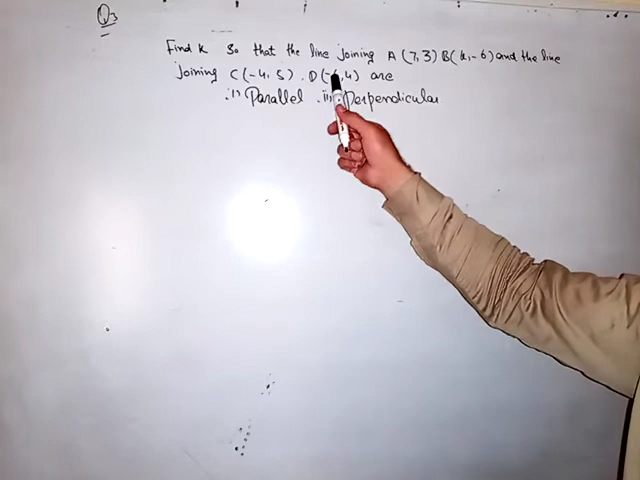 Q3
Find k So that the line joining A (7,3) B(k,-6) and the line
joining C (-4, 5) . D(- ,4) are
(i) Parallel (ii) Perpendicular